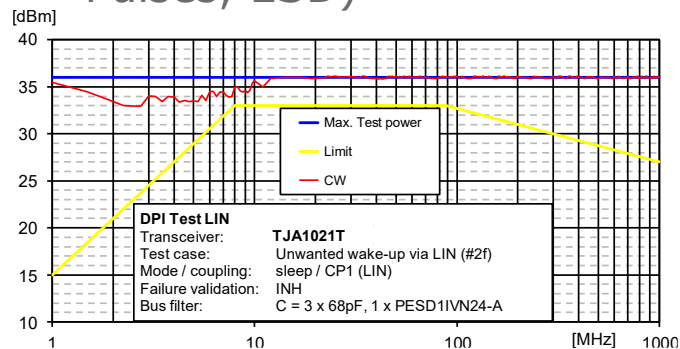 Pulses, ESD)
[dBm]
40
35
30
25
20
15
10
Max. Test power
Limit
CW
DPI Test LIN
Transceiver: TJA1021T
Test case: Unwanted wake-up via LIN (#2f)
Mode / coupling: sleep / CP1 (LIN)
Failure validation: INH
Bus filter: C = 3 x 68pF, 1 x PESD1IVN24-A
1 10 100 [MHz] 1000